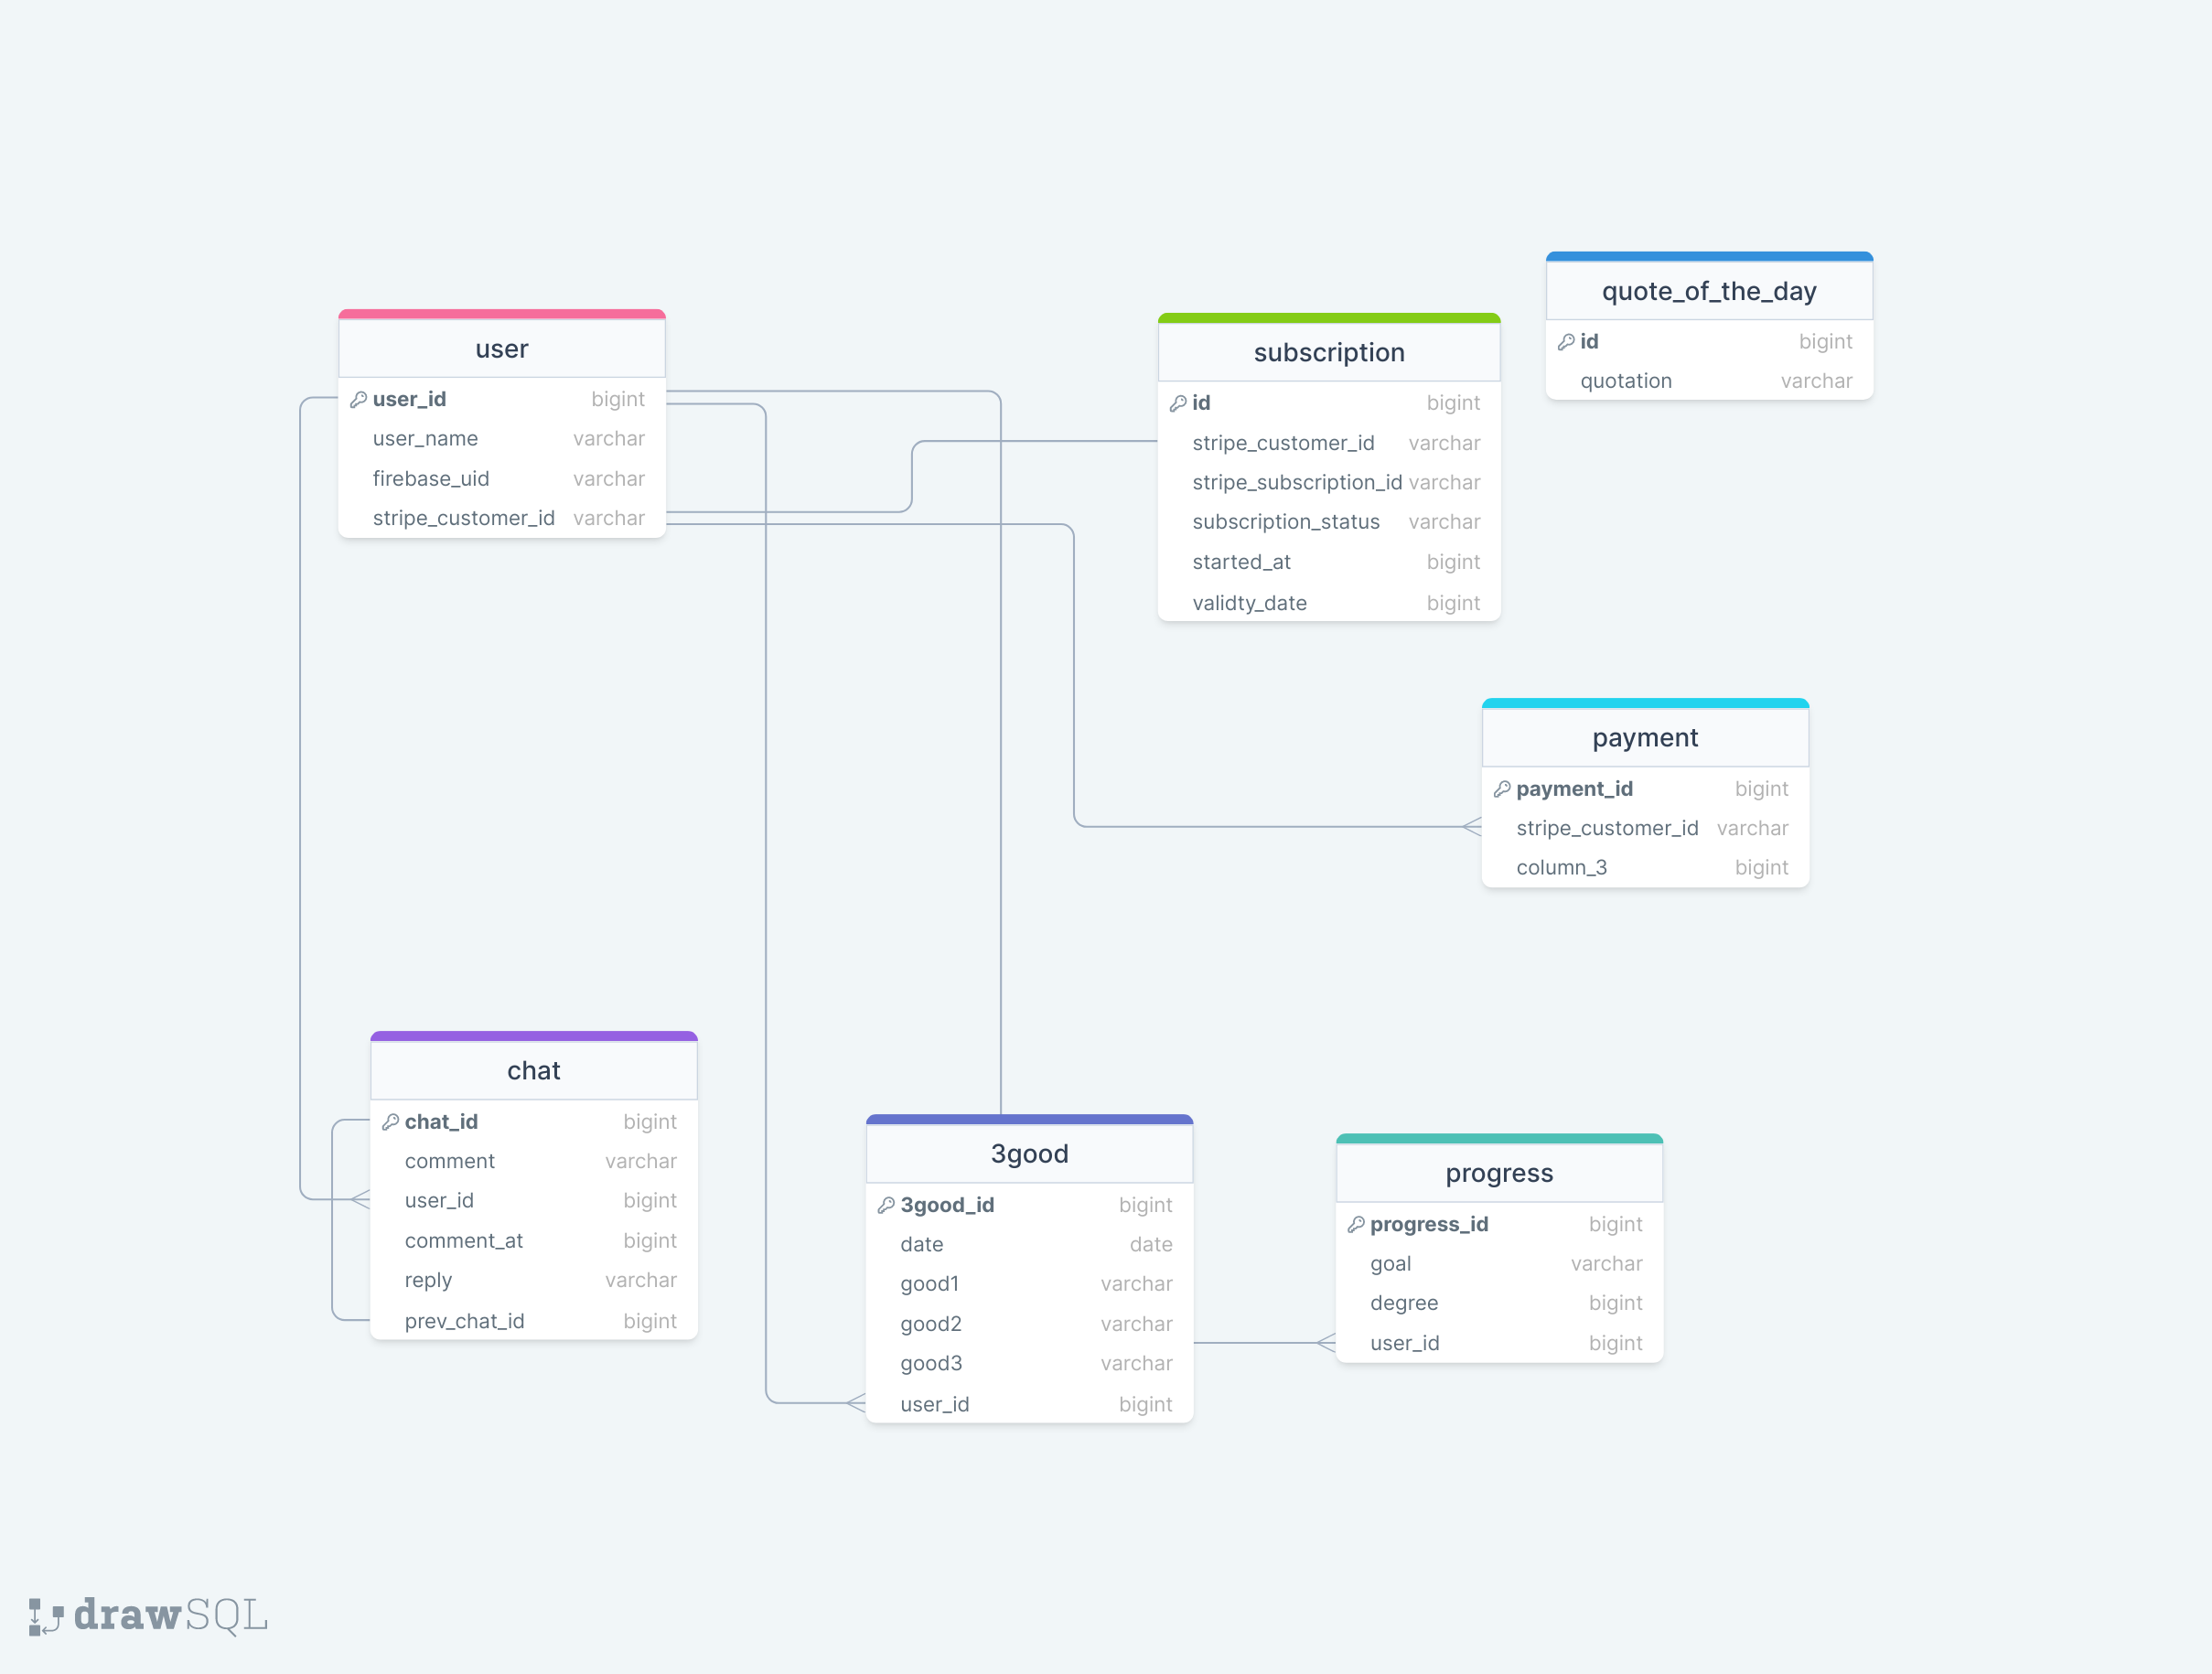 user
user_id bigint
user_name varchar
firebase_uid varchar
stripe_customer_id varchar
subscription
id bigint
stripe_customer_id varchar
stripe_subscription_id varchar
subscription_status varchar
started_at bigint
validty_date bigint
quote_of_the_day
id bigint
quotation varchar
payment
payment_id bigint
stripe_customer_id varchar
column_3 bigint
chat
chat_id bigint
comment varchar
user_id bigint
comment_at bigint
reply varchar
prev_chat_id bigint
3good
3good_id bigint
date date
good1 varchar
good2 varchar
good3 varchar
user_id bigint
progress
progress_id bigint
goal varchar
degree bigint
user_id bigint
drawSQL